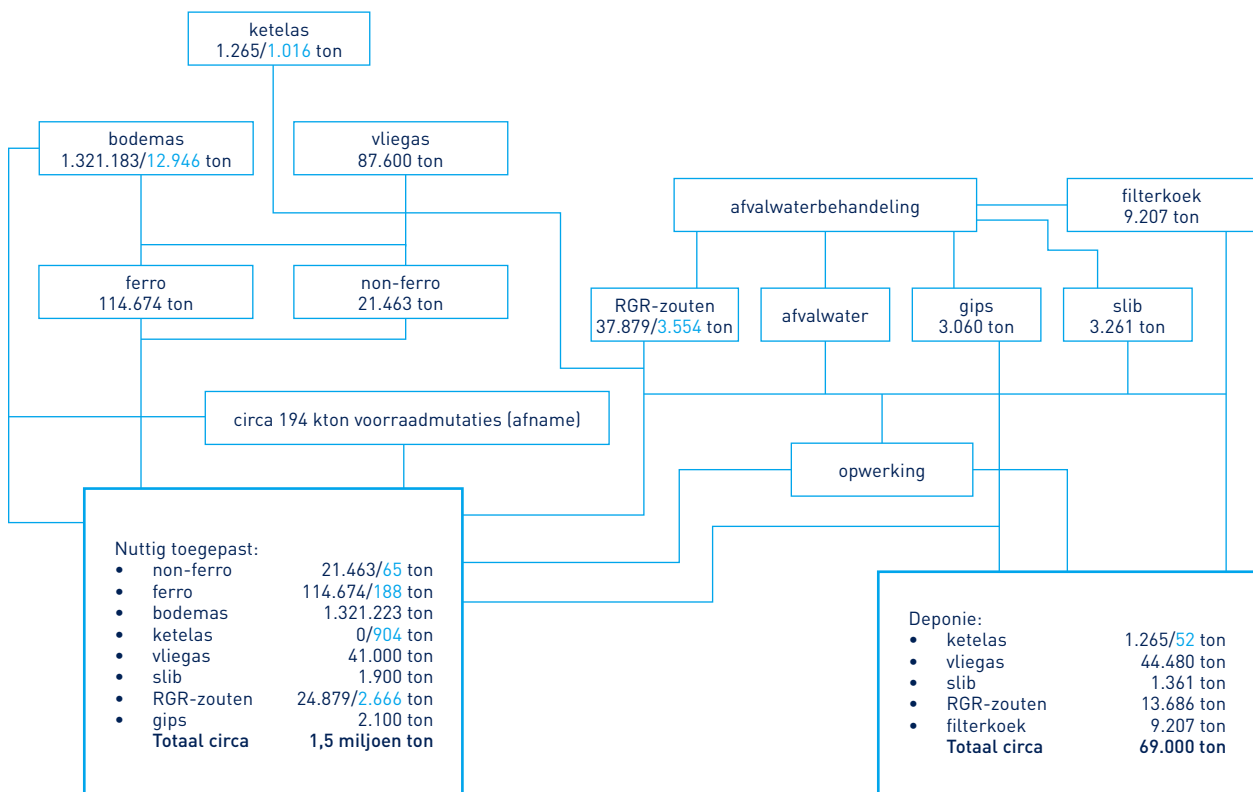 ketelas
1.265/1.016 ton
bodemas
1.321.183/12.946 ton
vliegas
87.600 ton
afvalwaterbehandeling
filterkoek
9.207 ton
ferro
114.674 ton
non-ferro
21.463 ton
RGR-zouten
37.879/3.554 ton
afvalwater
gips
3.060 ton
slib
3.261 ton
circa 194 kton voorraadmutaties (afname)
opwerking
Nuttig toegepast:
• non-ferro 21.463/65 ton
• ferro 114.674/188 ton
• bodemas 1.321.223 ton
• ketelas 0/904 ton
• vliegas 41.000 ton
• slib 1.900 ton
• RGR-zouten 24.879/2.666 ton
• gips 2.100 ton
Totaal circa 1,5 miljoen ton
Deponie:
• ketelas 1.265/52 ton
• vliegas 44.480 ton
• slib 1.361 ton
• RGR-zouten 13.686 ton
• filterkoek 9.207 ton
Totaal circa 69.000 ton